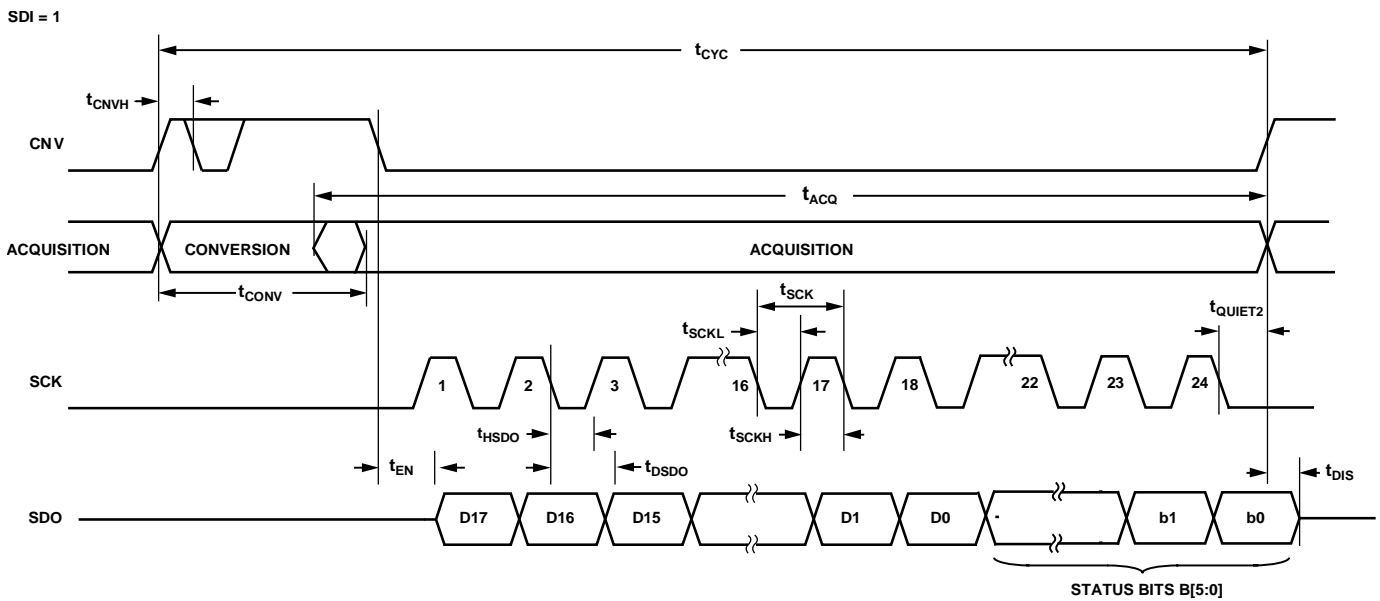 SDI = 1
tCYC
tCNVH
CNV
tACQ
ACQUISITION
CONVERSION
ACQUISITION
tCONV
tSCK
tSCKL
tQUIET2
SCK
1
2
3
16
17
18
22
23
24
tHSDO
tSCKH
tEN
tDSDO
tDIS
SDO
D17
D16
D15
D1
D0
b1
b0
STATUS BITS B[5:0]